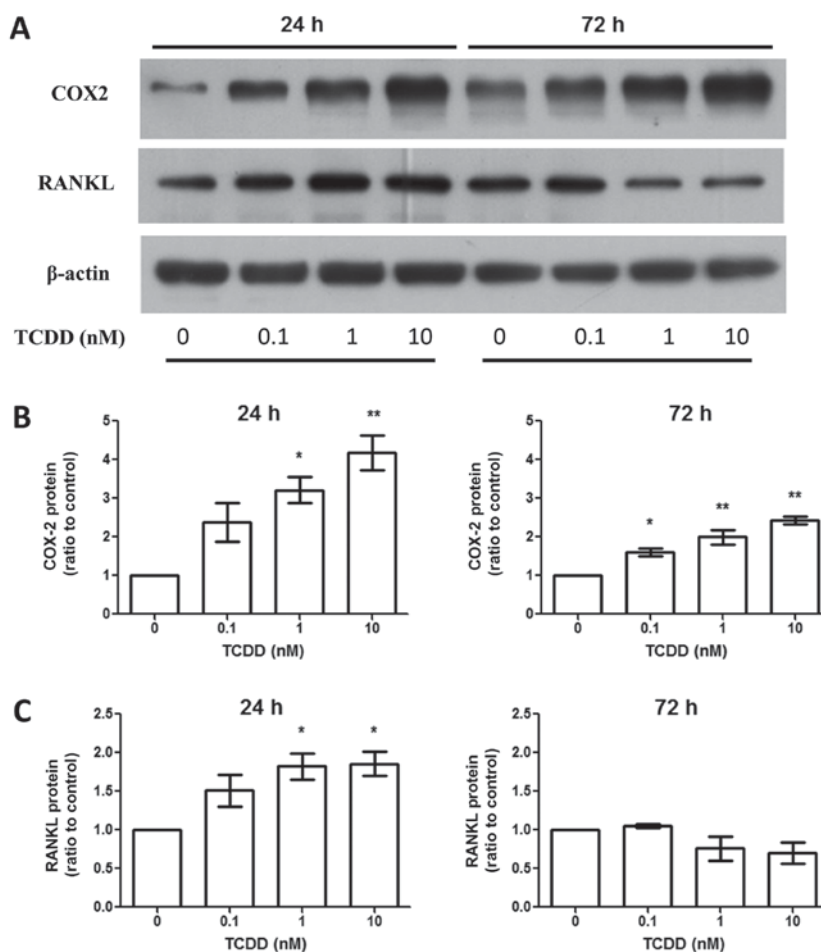 A
24 h 72 h
COX2
RANKL
β-actin
TCDD (nM) 0 0.1 1 10 0 0.1 1 10
B
24 h
COX-2 protein
(ratio to control)
5
4
3
2
1
0
* **
0 0.1 1 10
TCDD (nM)
72 h
COX-2 protein
(ratio to control)
5
4
3
2
1
0
* ** **
0 0.1 1 10
TCDD (nM)
C
24 h
RANKL protein
(ratio to control)
2.5
2.0
1.5
1.0
0.5
0.0
* *
0 0.1 1 10
TCDD (nM)
72 h
RANKL protein
(ratio to control)
2.5
2.0
1.5
1.0
0.5
0.0
0 0.1 1 10
TCDD (nM)